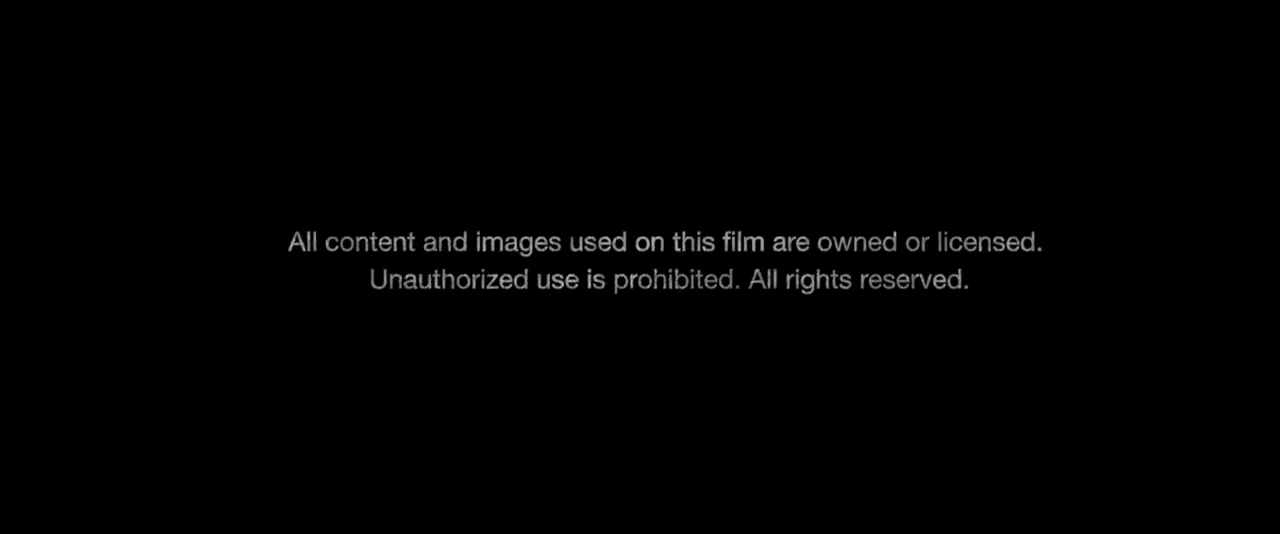 All content and images used on this film are owned or licensed.
Unauthorized use is prohibited. All rights reserved.